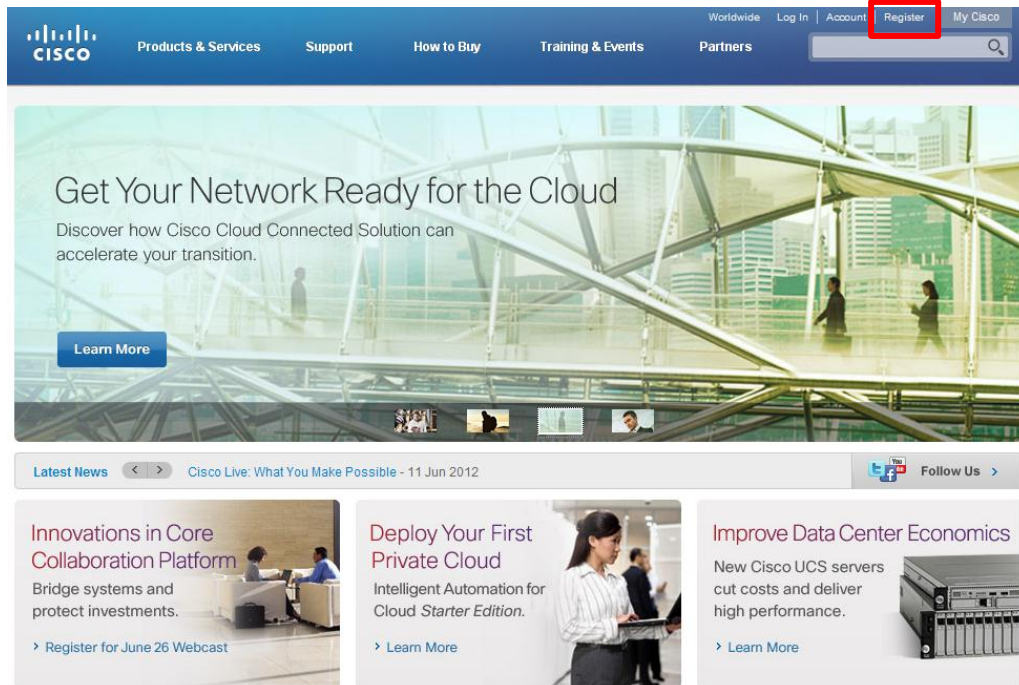 Worldwide Log In Account Register My Cisco
CISCO
Products & Services Support How to Buy Training & Events Partners
Get Your Network Ready for the Cloud
Discover how Cisco Cloud Connected Solution can
accelerate your transition.
Learn More
Latest News Cisco Live: What You Make Possible - 11 Jun 2012
You
Follow Us
Innovations in Core
Collaboration Platform
Bridge systems and
protect investments.
Register for June 26 Webcast
Deploy Your First
Private Cloud
Intelligent Automation for
Cloud Starter Edition.
Learn More
Improve Data Center Economics
New Cisco UCS servers
cut costs and deliver
high performance.
Learn More